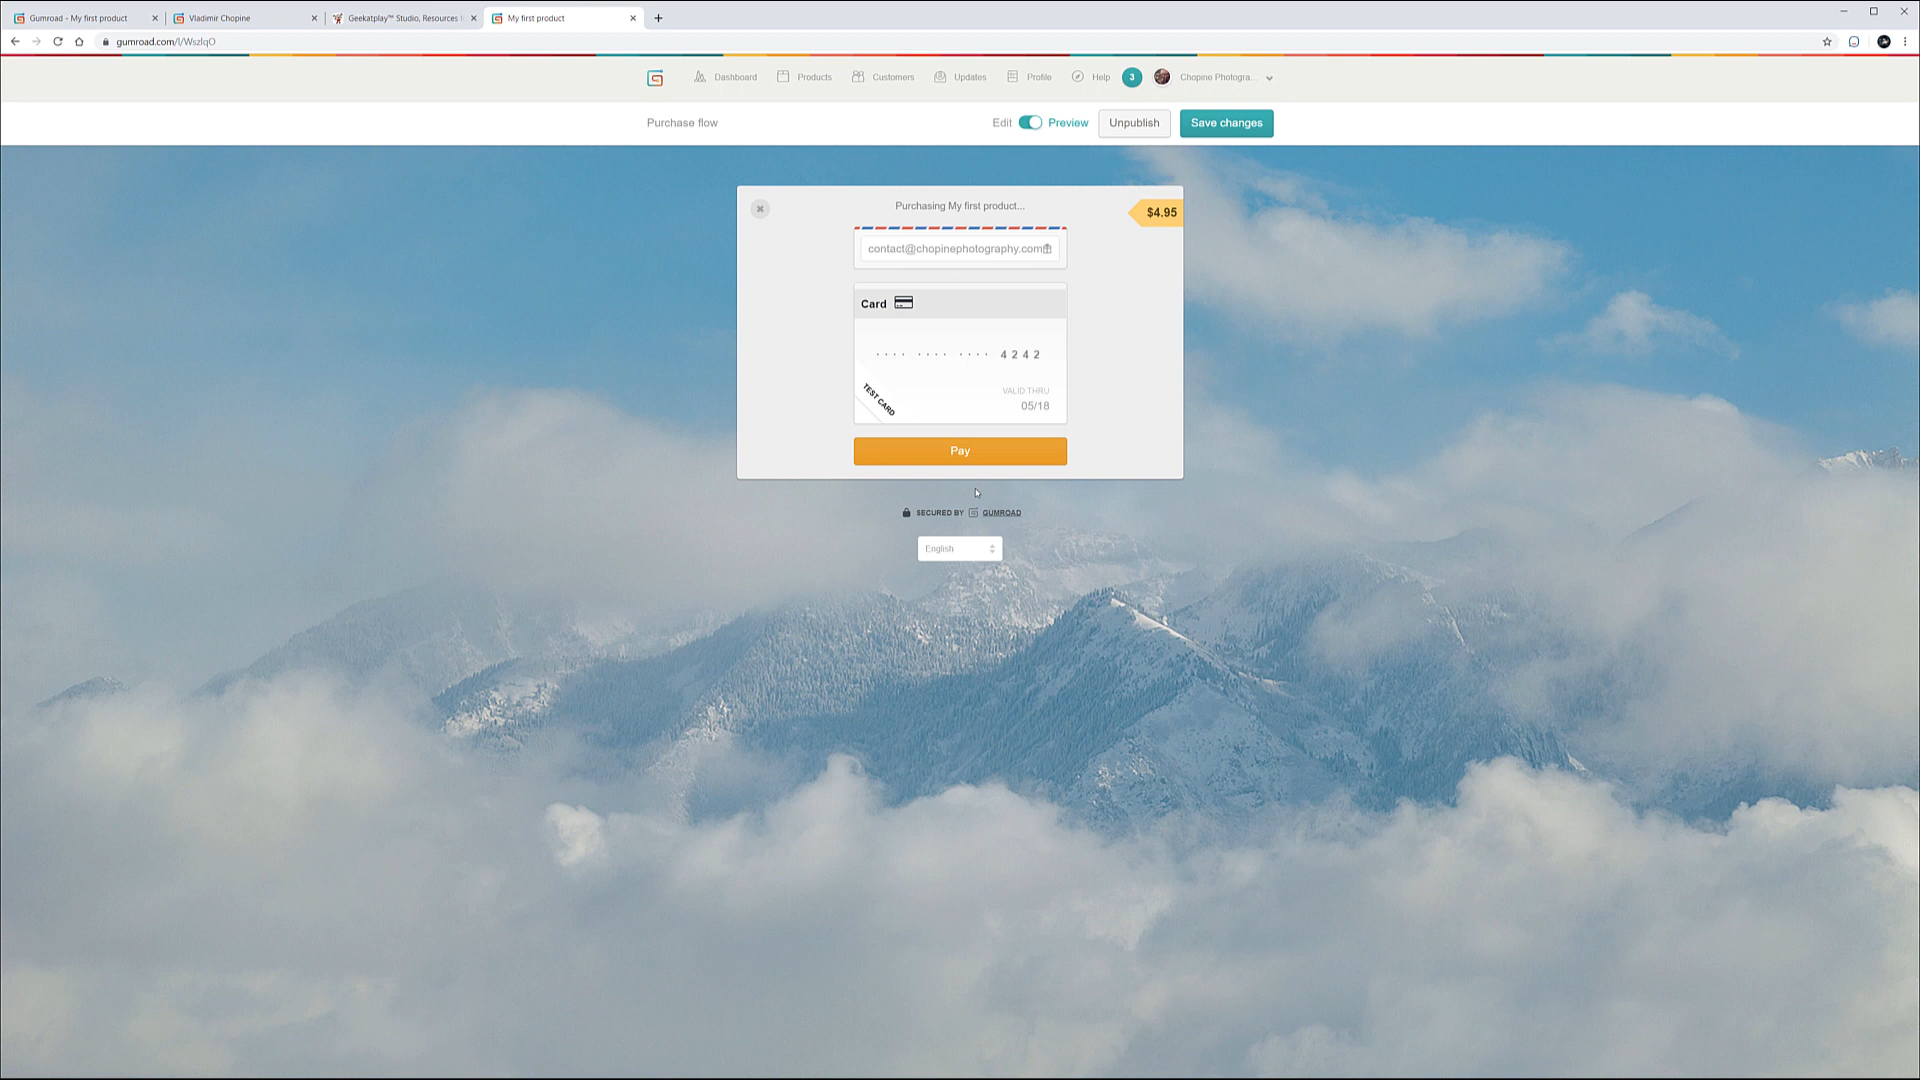 Gumroad - My first product
Vladimir Chopine
Geekatplay™ Studio, Resources
My first product
gumroad.com/l/WszlqO
Dashboard
Products
Customers
Updates
Profile
Help
3
Chopine Photogra...
Purchase flow
Edit
Preview
Unpublish
Save changes
Purchasing My first product...
$4.95
contact@chopinephotography.com
Card
.... .... .... 4242
TEST CARD
VALID THRU
05/18
Pay
SECURED BY GUMROAD
English